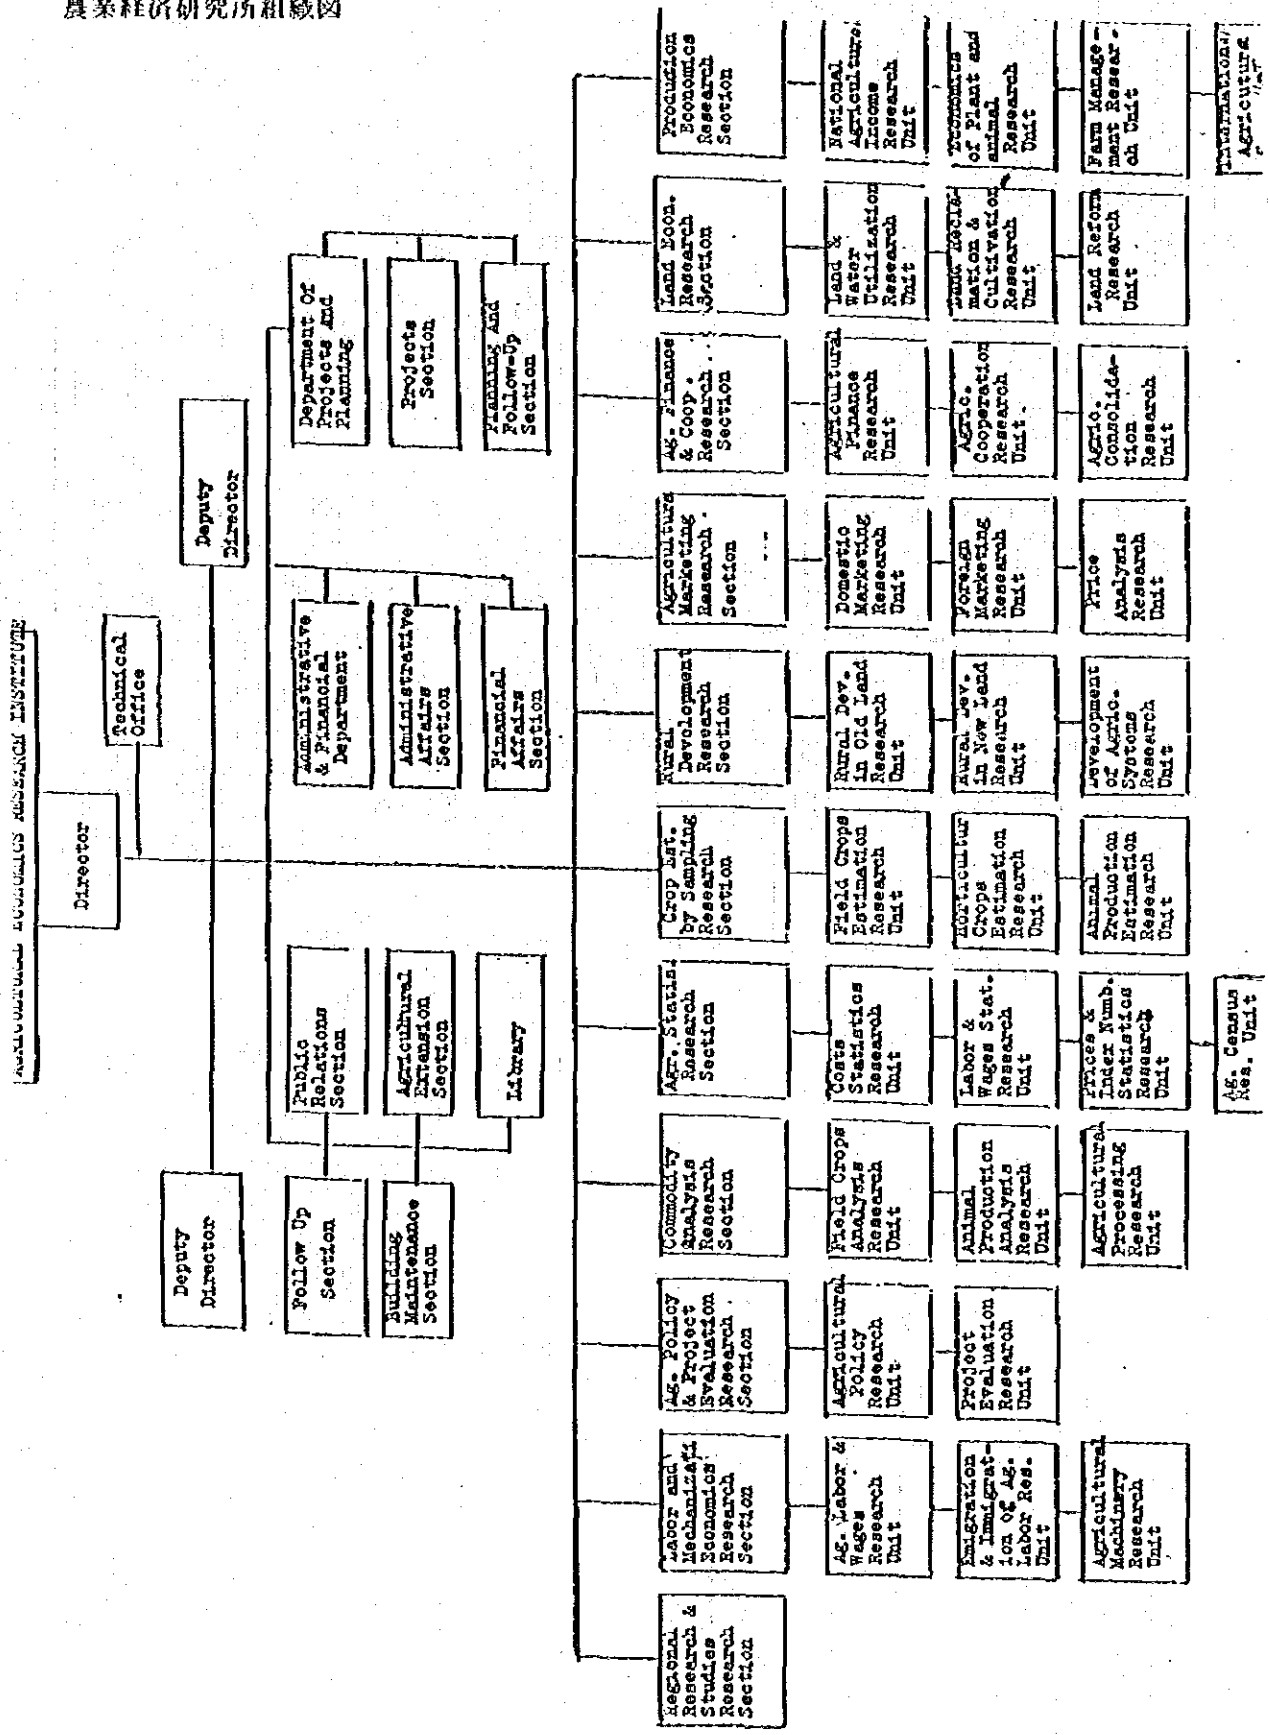 農業経済研究所組織図
AGRICULTURAL ECONOMICS RESEARCH INSTITUTE
Director
Technical
Office
Deputy
Director
Deputy
Director
Follow Up
Section
Building
Maintenance
Section
Public
Relations
Section
Agricultural
Extension
Section
Library
Administrative
& Financial
Department
Administrative
Affairs
Section
Financial
Affairs
Section
Department of
Projects and
Planning
Projects
Section
Planning And
Follow-Up
Section
Regional
Research &
Studies
Research
Section
Labor and
Mechanizati
Economics
Research
Section
Ag. Labor &
Wages
Research
Unit
Emigration
& Immigrat-
ion of Ag.
Labor Res.
Unit
Agricultural
Machinery
Research
Unit
Ag. Policy
& Project
Evaluation
Research
Section
Agricultural
Policy
Research
Unit
Project
Evaluation
Research
Unit
Commodity
Analysis
Research
Section
Field Crops
Analysis
Research
Unit
Animal
Production
Analysis
Research
Unit
Agricultural
Processing
Research
Unit
Agr. Statis.
Research
Section
Costs
Statistics
Research
Unit
Labor &
Wages Stat.
Research
Unit
Prices &
Index Numb.
Statistics
Research
Unit
Ag. Census
Res. Unit
Crop Est.
by Sampling
Research
Section
Field Crops
Estimation
Research
Unit
Horticultur
Crops
Estimation
Research
Unit
Animal
Production
Estimation
Research
Unit
Rural
Development
Research
Section
Rural Dev.
in Old Land
Research
Unit
Rural Dev.
in New Land
Research
Unit
Development
of Agric.
Systems
Research
Unit
Agricultura
Marketing
Research
Section
Domestic
Marketing
Research
Unit
Foreign
Marketing
Research
Unit
Price
Analysis
Research
Unit
Ag. Finance
& Coop.
Research..
Section
Agricultural
Finance
Research
Unit
Agric.
Cooperation
Research
Unit.
Agric.
Consolida-
tion
Research
Unit
Land Econ.
Research
Section
Land &
Water
Utilization
Research
Unit
Land Recla-
mation &
Cultivation
Research
Unit
Land Reform
Research
Unit
Production
Economics
Research
Section
National
Agriculture
Income
Research
Unit
Economics
of Plant and
animal
Research
Unit
Farm Manage-
ment Resear-
ch Unit
Agricutura